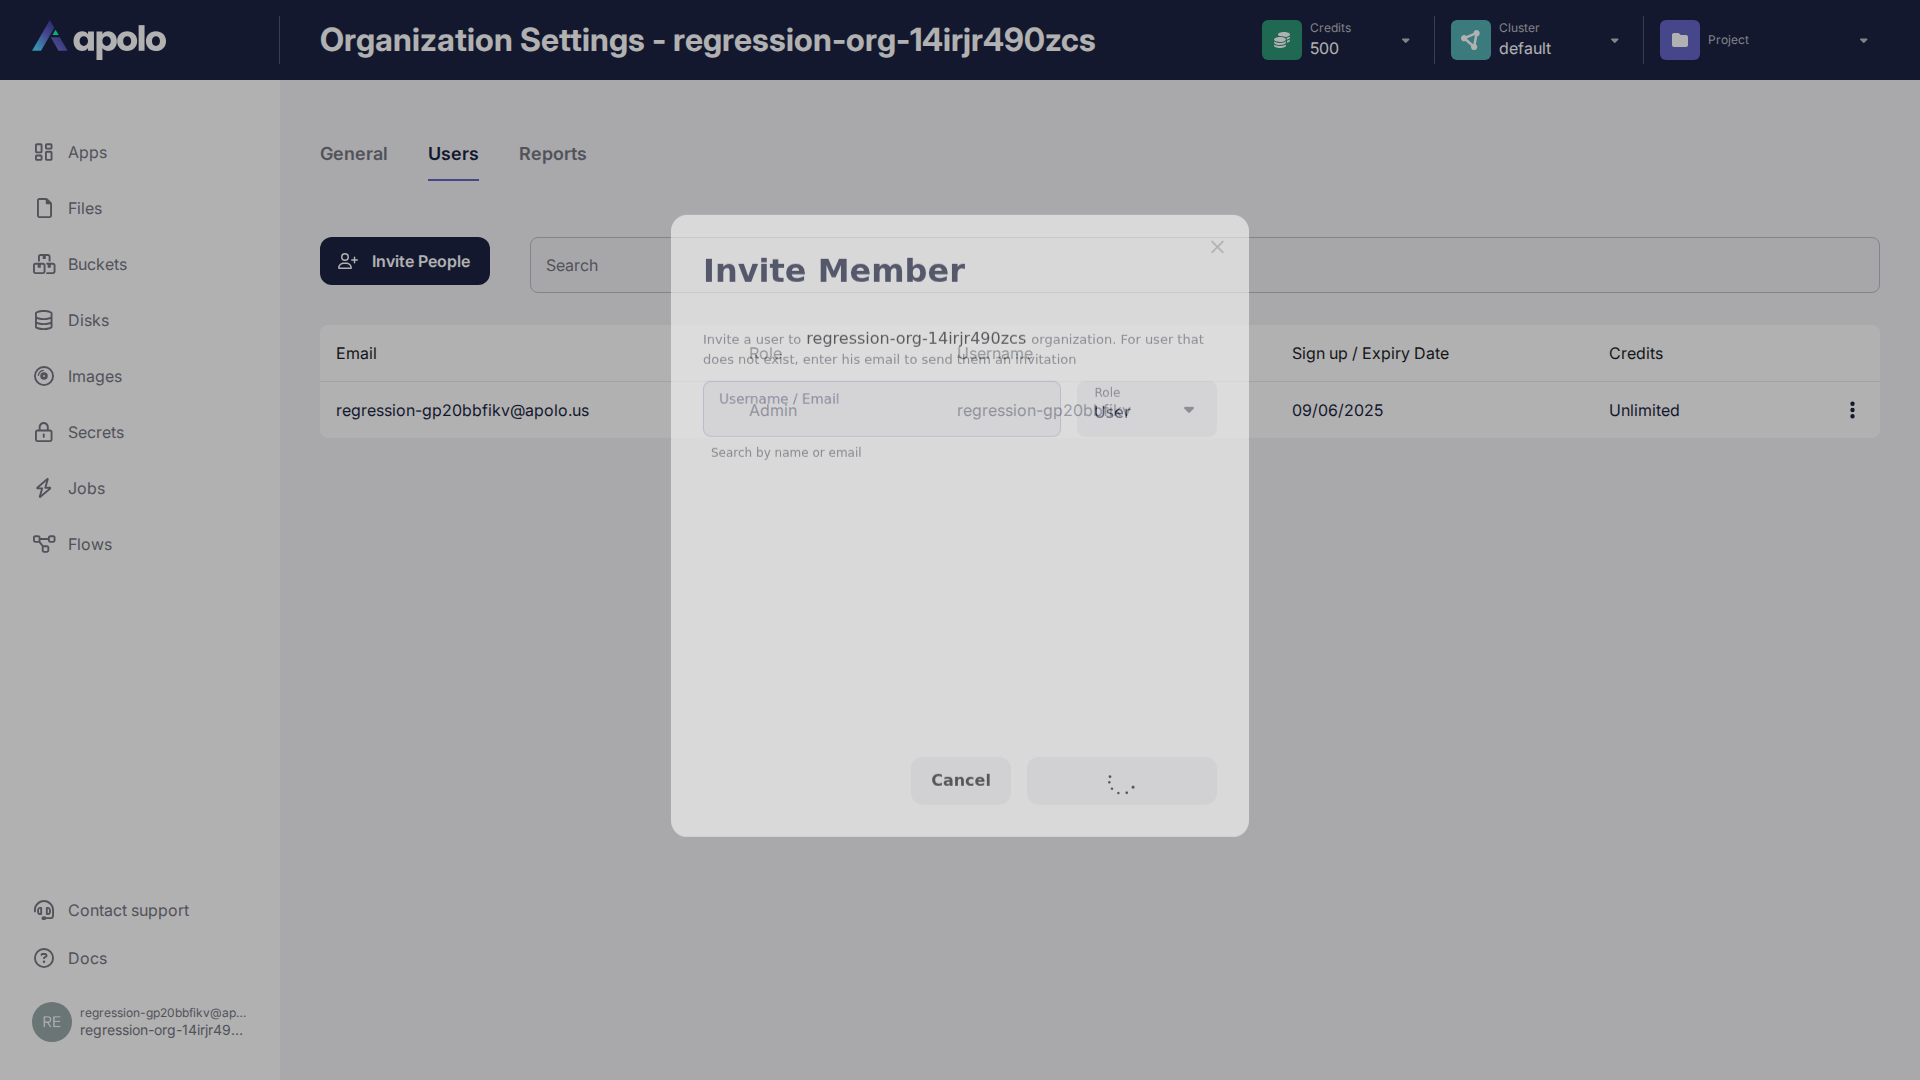 apolo
Organization Settings - regression-org-14irjr490zcs
Credits
500
Cluster
default
Project
Apps
Files
Buckets
Disks
Images
Secrets
Jobs
Flows
Contact support
Docs
RE
regression-gp20bbfikv@ap...
regression-org-14irjr49...
General
Users
Reports
Invite People
Search
Email
Role
Username
Sign up / Expiry Date
Credits
regression-gp20bbfikv@apolo.us
Admin
regression-gp20bbfikv
09/06/2025
Unlimited
Invite Member
Invite a user to regression-org-14irjr490zcs organization. For user that
does not exist, enter his email to send them an invitation
Username / Email
Role
User
Search by name or email
Cancel